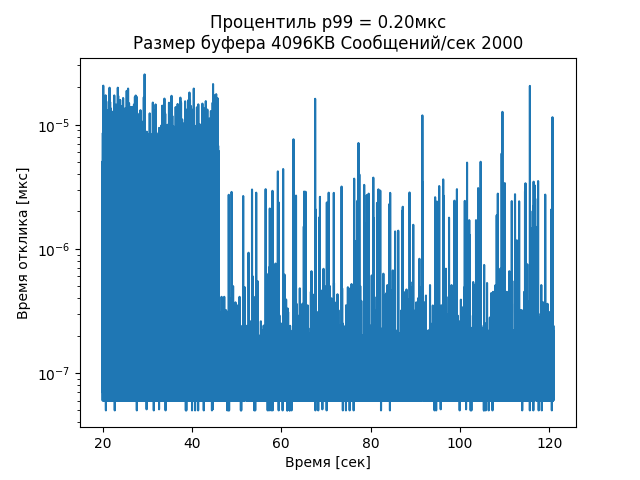 Процентиль p99 = 0.20мкс
Размер буфера 4096KB Сообщений/сек 2000
Время отклика [мкс]
10⁻⁵
10⁻⁶
10⁻⁷
20 40 60 80 100 120
Время [сек]